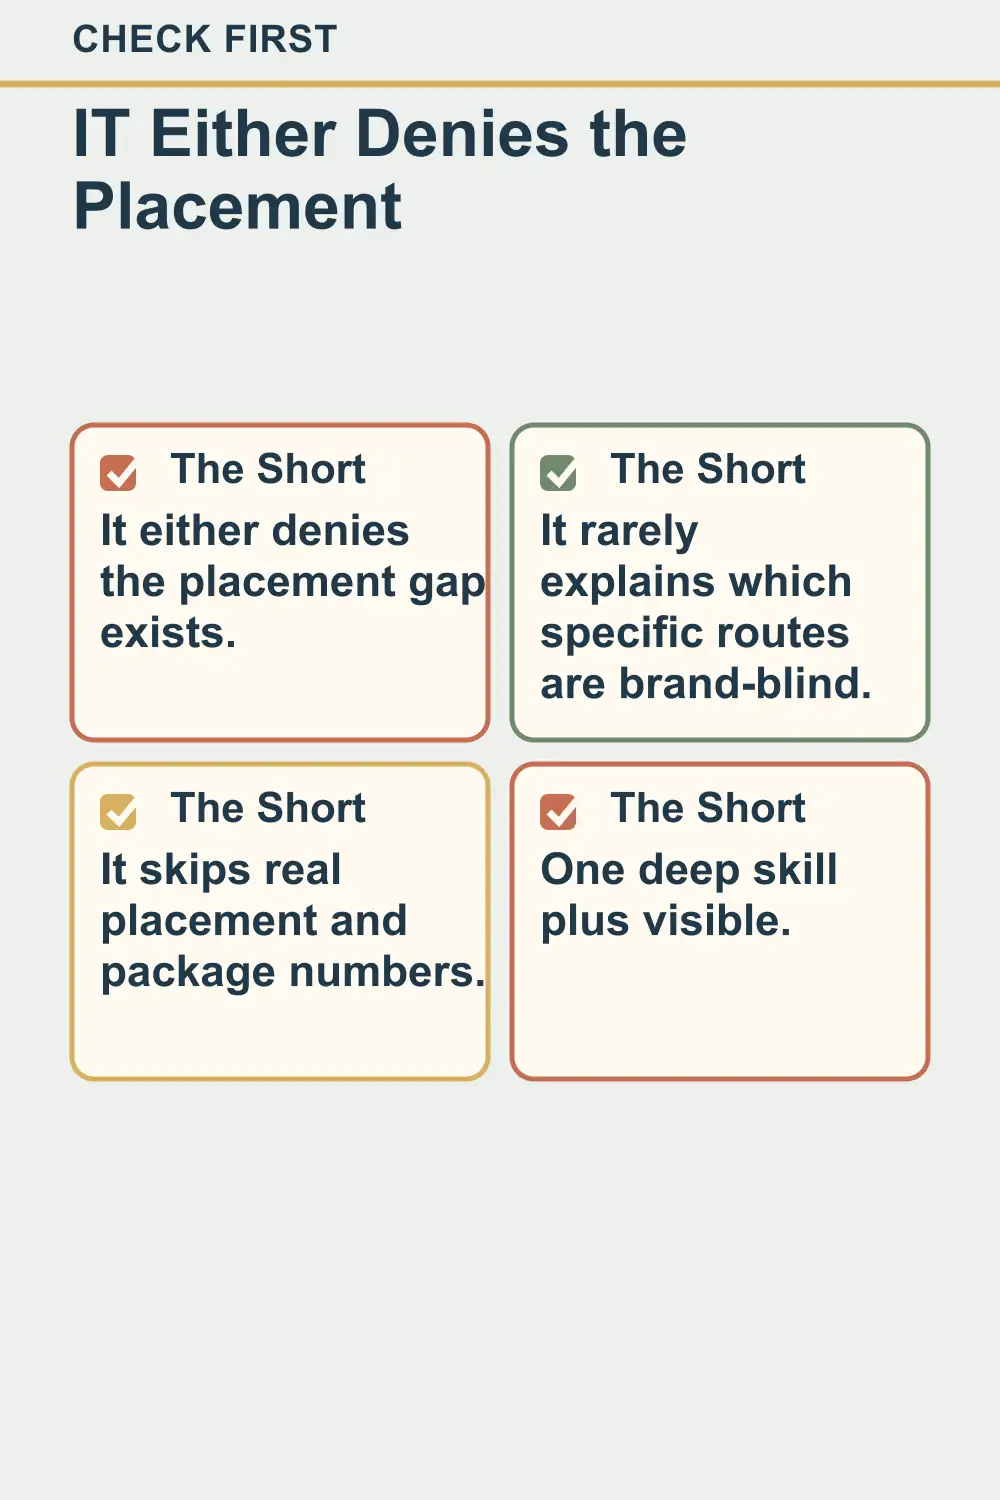 CHECK FIRST
IT Either Denies the
Placement
The Short
It either denies
the placement gap
exists.
The Short
It rarely
explains which
specific routes
are brand-blind.
The Short
It skips real
placement and
package numbers.
The Short
One deep skill
plus visible.